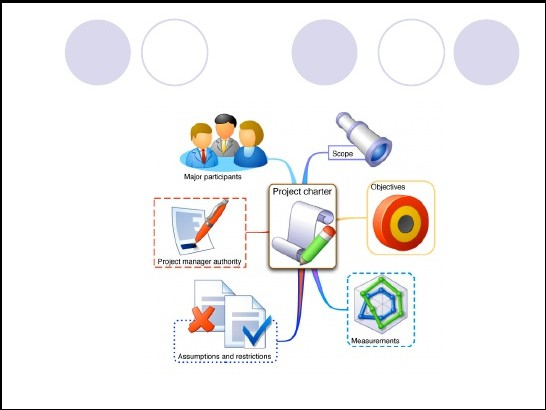 Major participants
Scope
Project charter
Objectives
Project manager authority
Measurements
Assumptions and restrictions